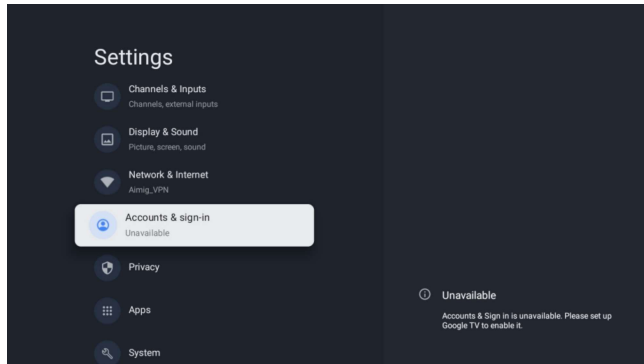 Settings
Channels & Inputs
Channels, external inputs
Display & Sound
Picture, screen, sound
Network & Internet
Aimig_VPN
Accounts & sign-in
Unavailable
Privacy
Apps
System
Unavailable
Accounts & Sign in is unavailable. Please set up
Google TV to enable it.